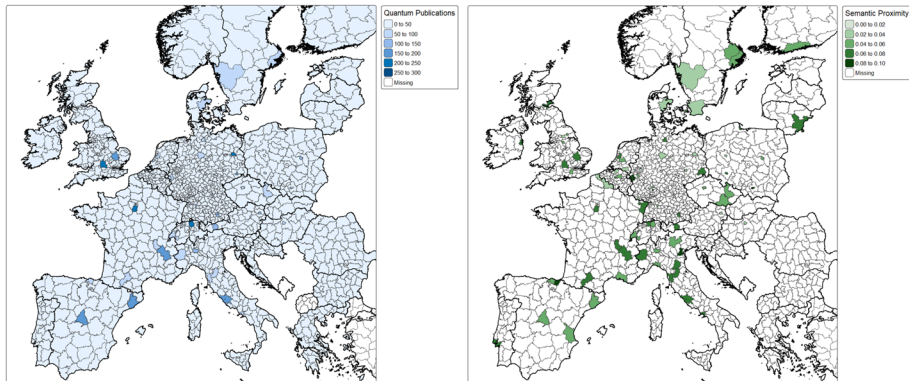 Quantum Publications
0 to 50
50 to 100
100 to 150
150 to 200
200 to 250
250 to 300
Missing
Semantic Proximity
0.00 to 0.02
0.02 to 0.04
0.04 to 0.06
0.06 to 0.08
0.08 to 0.10
Missing